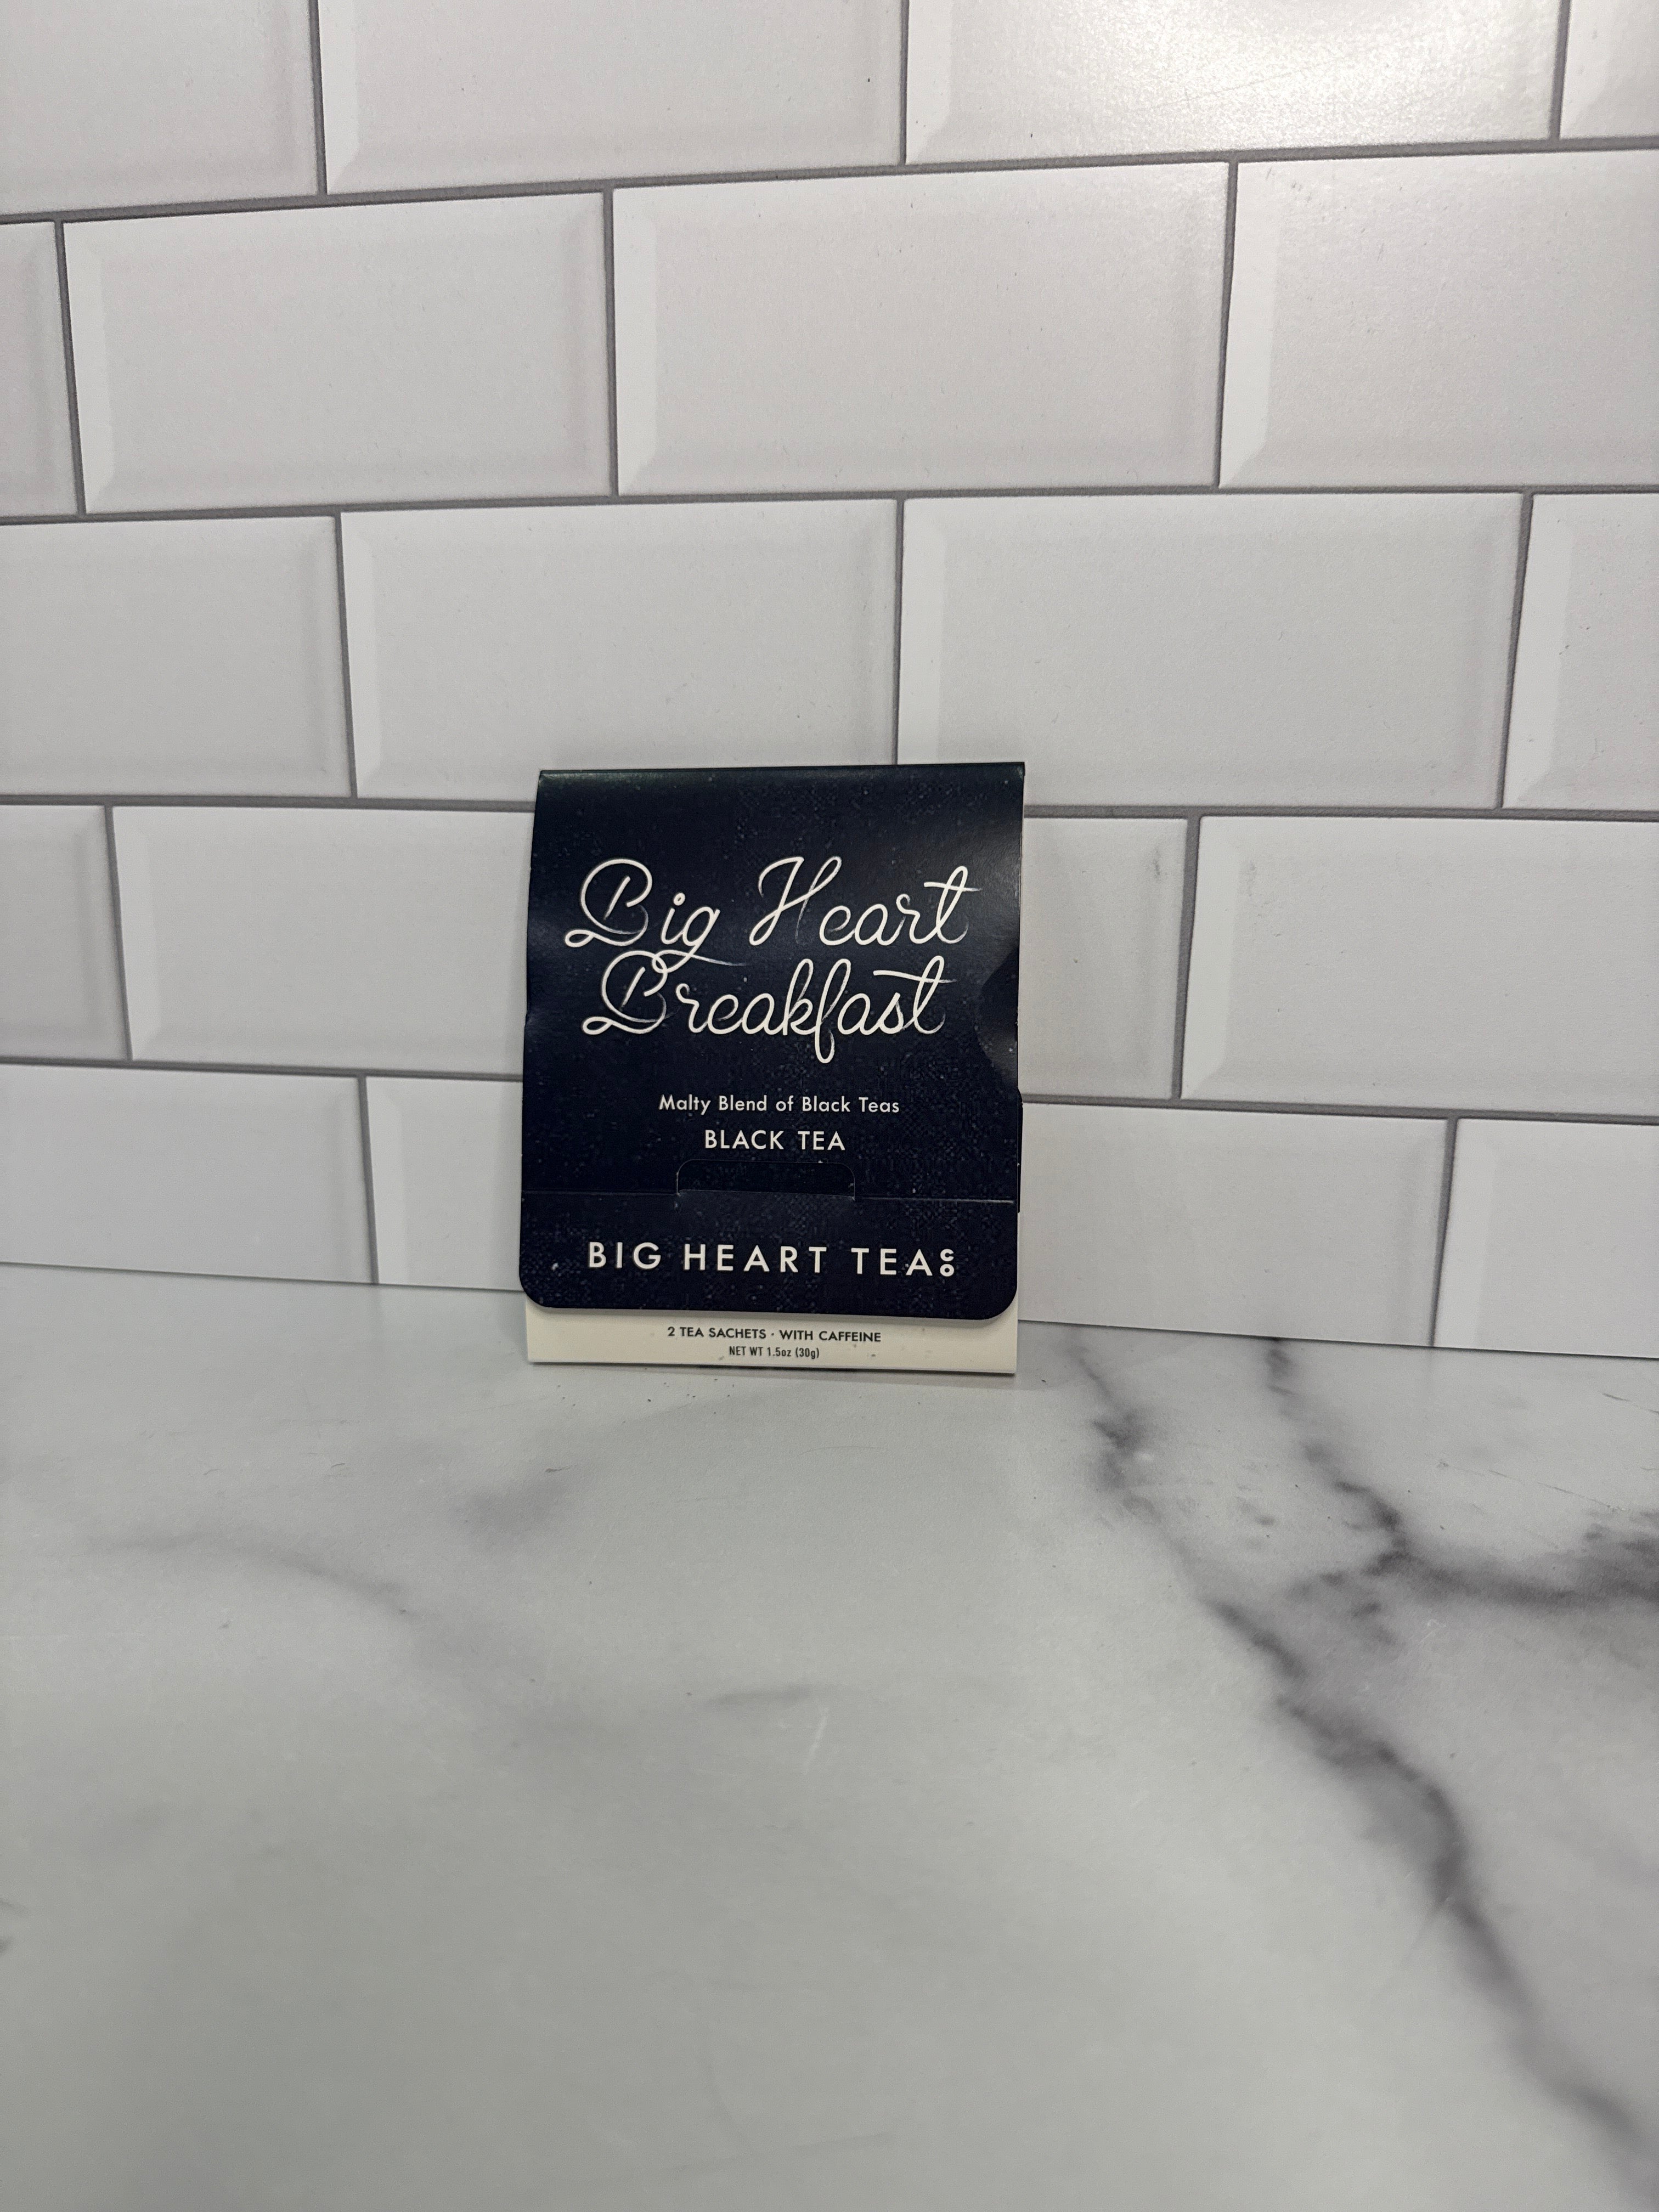 Big Heart
Breakfast
Malty Blend of Black Teas
BLACK TEA
BIG HEART TEA CO
2 TEA SACHETS · WITH CAFFEINE
NET WT 1.5oz (30g)